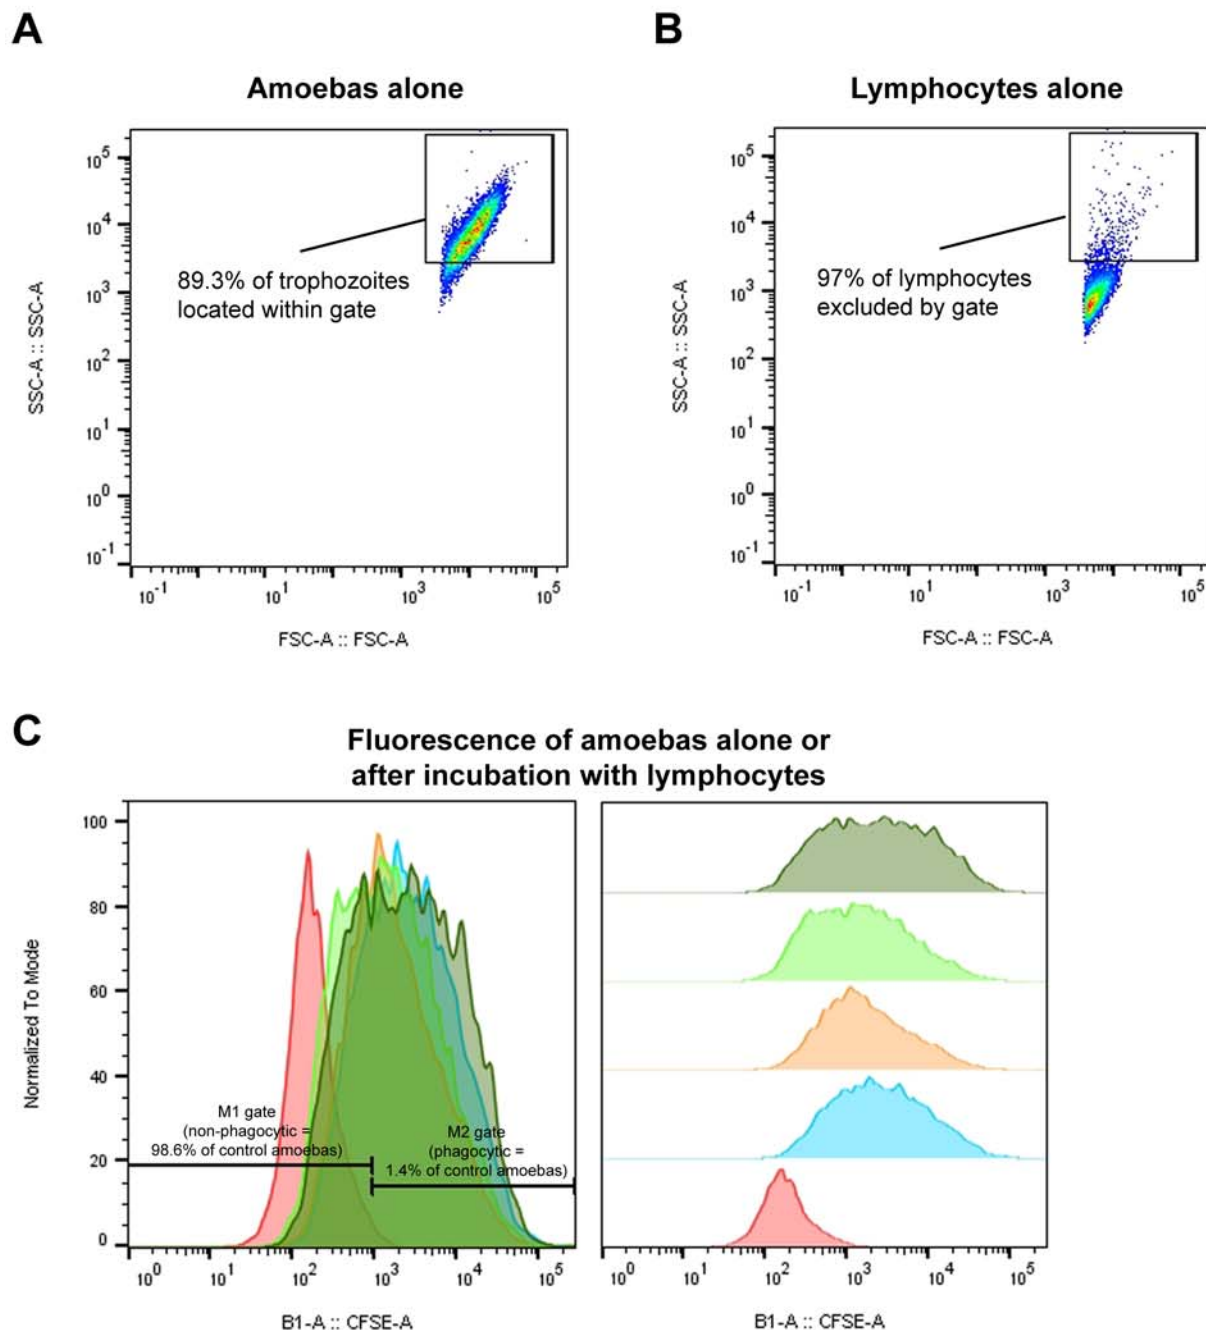 A
Amoebas alone
10^5
10^4
10^3
10^2
10^1
10^0
10^-1
SSC-A :: SSC-A
89.3% of trophozoites
located within gate
10^-1
10^1
10^3
10^5
FSC-A :: FSC-A
B
Lymphocytes alone
10^5
10^4
10^3
10^2
10^1
10^0
10^-1
SSC-A :: SSC-A
97% of lymphocytes
excluded by gate
10^-1
10^1
10^3
10^5
FSC-A :: FSC-A
C
Fluorescence of amoebas alone or
after incubation with lymphocytes
100
80
60
40
20
0
Normalized To Mode
M1 gate
(non-phagocytic =
98.6% of control amoebas)
M2 gate
(phagocytic =
1.4% of control amoebas)
10^0
10^1
10^2
10^3
10^4
10^5
B1-A :: CFSE-A
10^0
10^1
10^2
10^3
10^4
10^5
B1-A :: CFSE-A